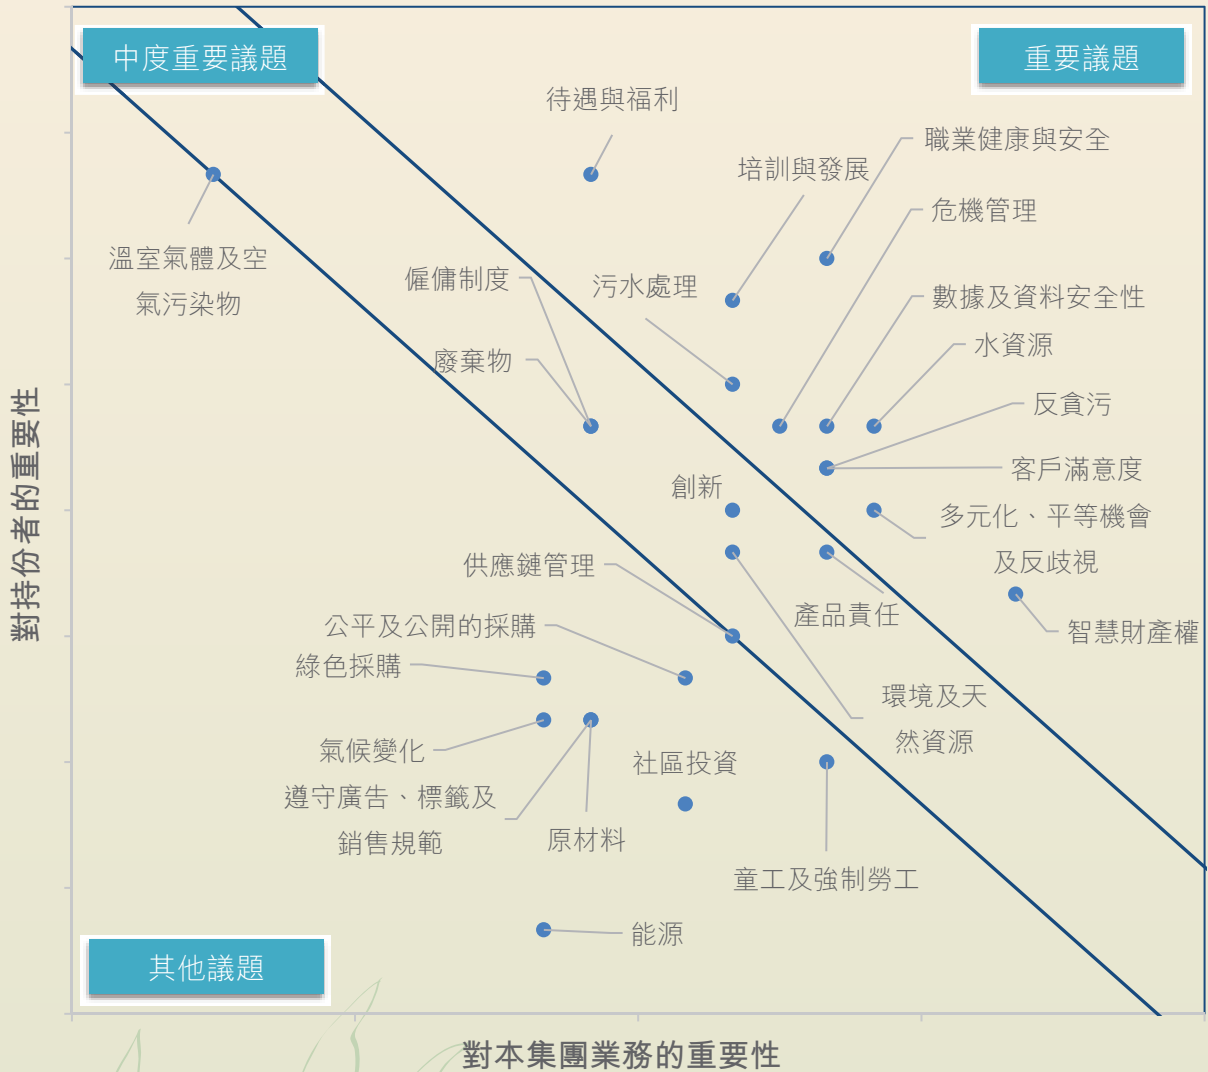 中度重要議題
重要議題
待遇與福利
職業健康與安全
培訓與發展
危機管理
溫室氣體及空
氣污染物
僱傭制度
污水處理
數據及資料安全性
水資源
廢棄物
反貪污
客戶滿意度
創新
多元化、平等機會
及反歧視
供應鏈管理
產品責任
智慧財產權
公平及公開的採購
綠色採購
環境及天
然資源
氣候變化
社區投資
遵守廣告、標籤及
銷售規範
原材料
童工及強制勞工
能源
其他議題
對持份者的重要性
對本集團業務的重要性